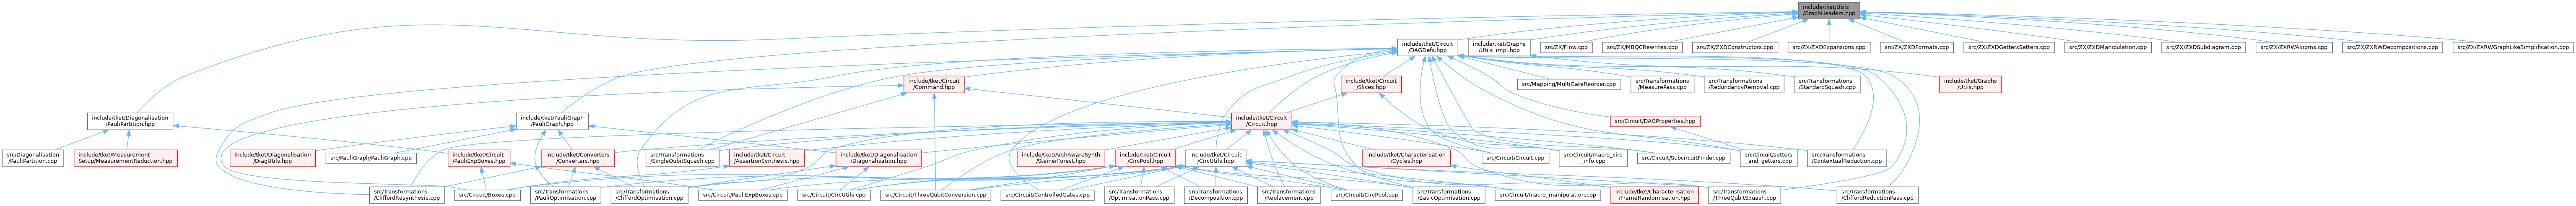 include/tket/Utils
/GraphHeaders.hpp
include/tket/Circuit
/DAGDefs.hpp
include/tket/Graphs
/Utils_impl.hpp
src/ZX/Flow.cpp
src/ZX/MBQCRewrites.cpp
src/ZX/ZXDConstructors.cpp
src/ZX/ZXDExpansions.cpp
src/ZX/ZXDFormats.cpp
src/ZX/ZXDGettersSetters.cpp
src/ZX/ZXDManipulation.cpp
src/ZX/ZXDSubdiagram.cpp
src/ZX/ZXRWAxioms.cpp
src/ZX/ZXRWDecompositions.cpp
src/ZX/ZXRWGraphLikeSimplification.cpp
include/tket/Circuit
/Command.hpp
include/tket/Circuit
/Slices.hpp
src/Mapping/MultiGateReorder.cpp
src/Transformations
/MeasurePass.cpp
src/Transformations
/RedundancyRemoval.cpp
src/Transformations
/StandardSquash.cpp
include/tket/Graphs
/Utils.hpp
include/tket/Diagonalisation
/PauliPartition.hpp
include/tket/PauliGraph
/PauliGraph.hpp
include/tket/Circuit
/Circuit.hpp
src/Circuit/DAGProperties.hpp
src/Diagonalisation
/PauliPartition.cpp
include/tket/Measurement
Setup/MeasurementReduction.hpp
include/tket/Diagonalisation
/DiagUtils.hpp
src/PauliGraph/PauliGraph.cpp
include/tket/Circuit
/PauliExpBoxes.hpp
include/tket/Converters
/Converters.hpp
src/Transformations
/SingleQubitSquash.cpp
include/tket/Circuit
/AssertionSynthesis.hpp
include/tket/Diagonalisation
/Diagonalisation.hpp
include/tket/ArchAwareSynth
/SteinerForest.hpp
include/tket/Circuit
/CircPool.hpp
include/tket/Circuit
/CircUtils.hpp
include/tket/Characterisation
/Cycles.hpp
src/Circuit/Circuit.cpp
src/Circuit/macro_circ
_info.cpp
src/Circuit/SubcircuitFinder.cpp
src/Circuit/setters
_and_getters.cpp
src/Transformations
/ContextualReduction.cpp
src/Transformations
/CliffordResynthesis.cpp
src/Circuit/Boxes.cpp
src/Transformations
/PauliOptimisation.cpp
src/Transformations
/CliffordOptimisation.cpp
src/Circuit/PauliExpBoxes.cpp
src/Circuit/CircUtils.cpp
src/Circuit/ThreeQubitConversion.cpp
src/Circuit/ControlledGates.cpp
src/Transformations
/OptimisationPass.cpp
src/Transformations
/Decomposition.cpp
src/Transformations
/Replacement.cpp
src/Circuit/CircPool.cpp
src/Transformations
/BasicOptimisation.cpp
src/Circuit/macro_manipulation.cpp
include/tket/Characterisation
/FrameRandomisation.hpp
src/Transformations
/ThreeQubitSquash.cpp
src/Transformations
/CliffordReductionPass.cpp